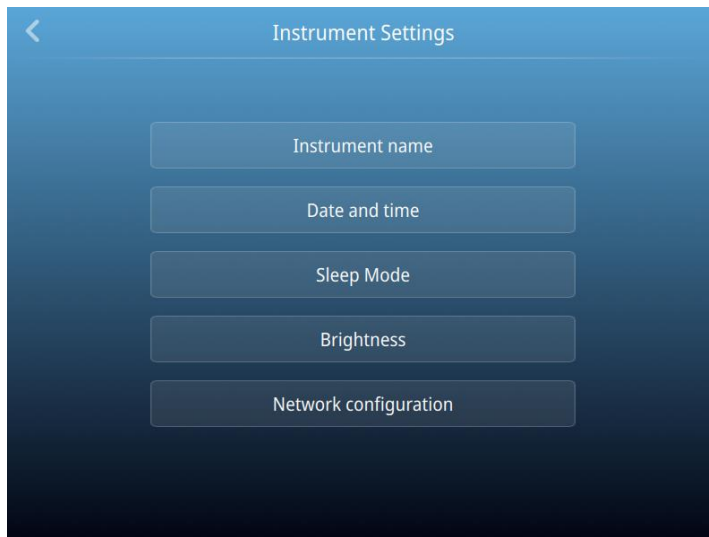 Instrument Settings
Instrument name
Date and time
Sleep Mode
Brightness
Network configuration